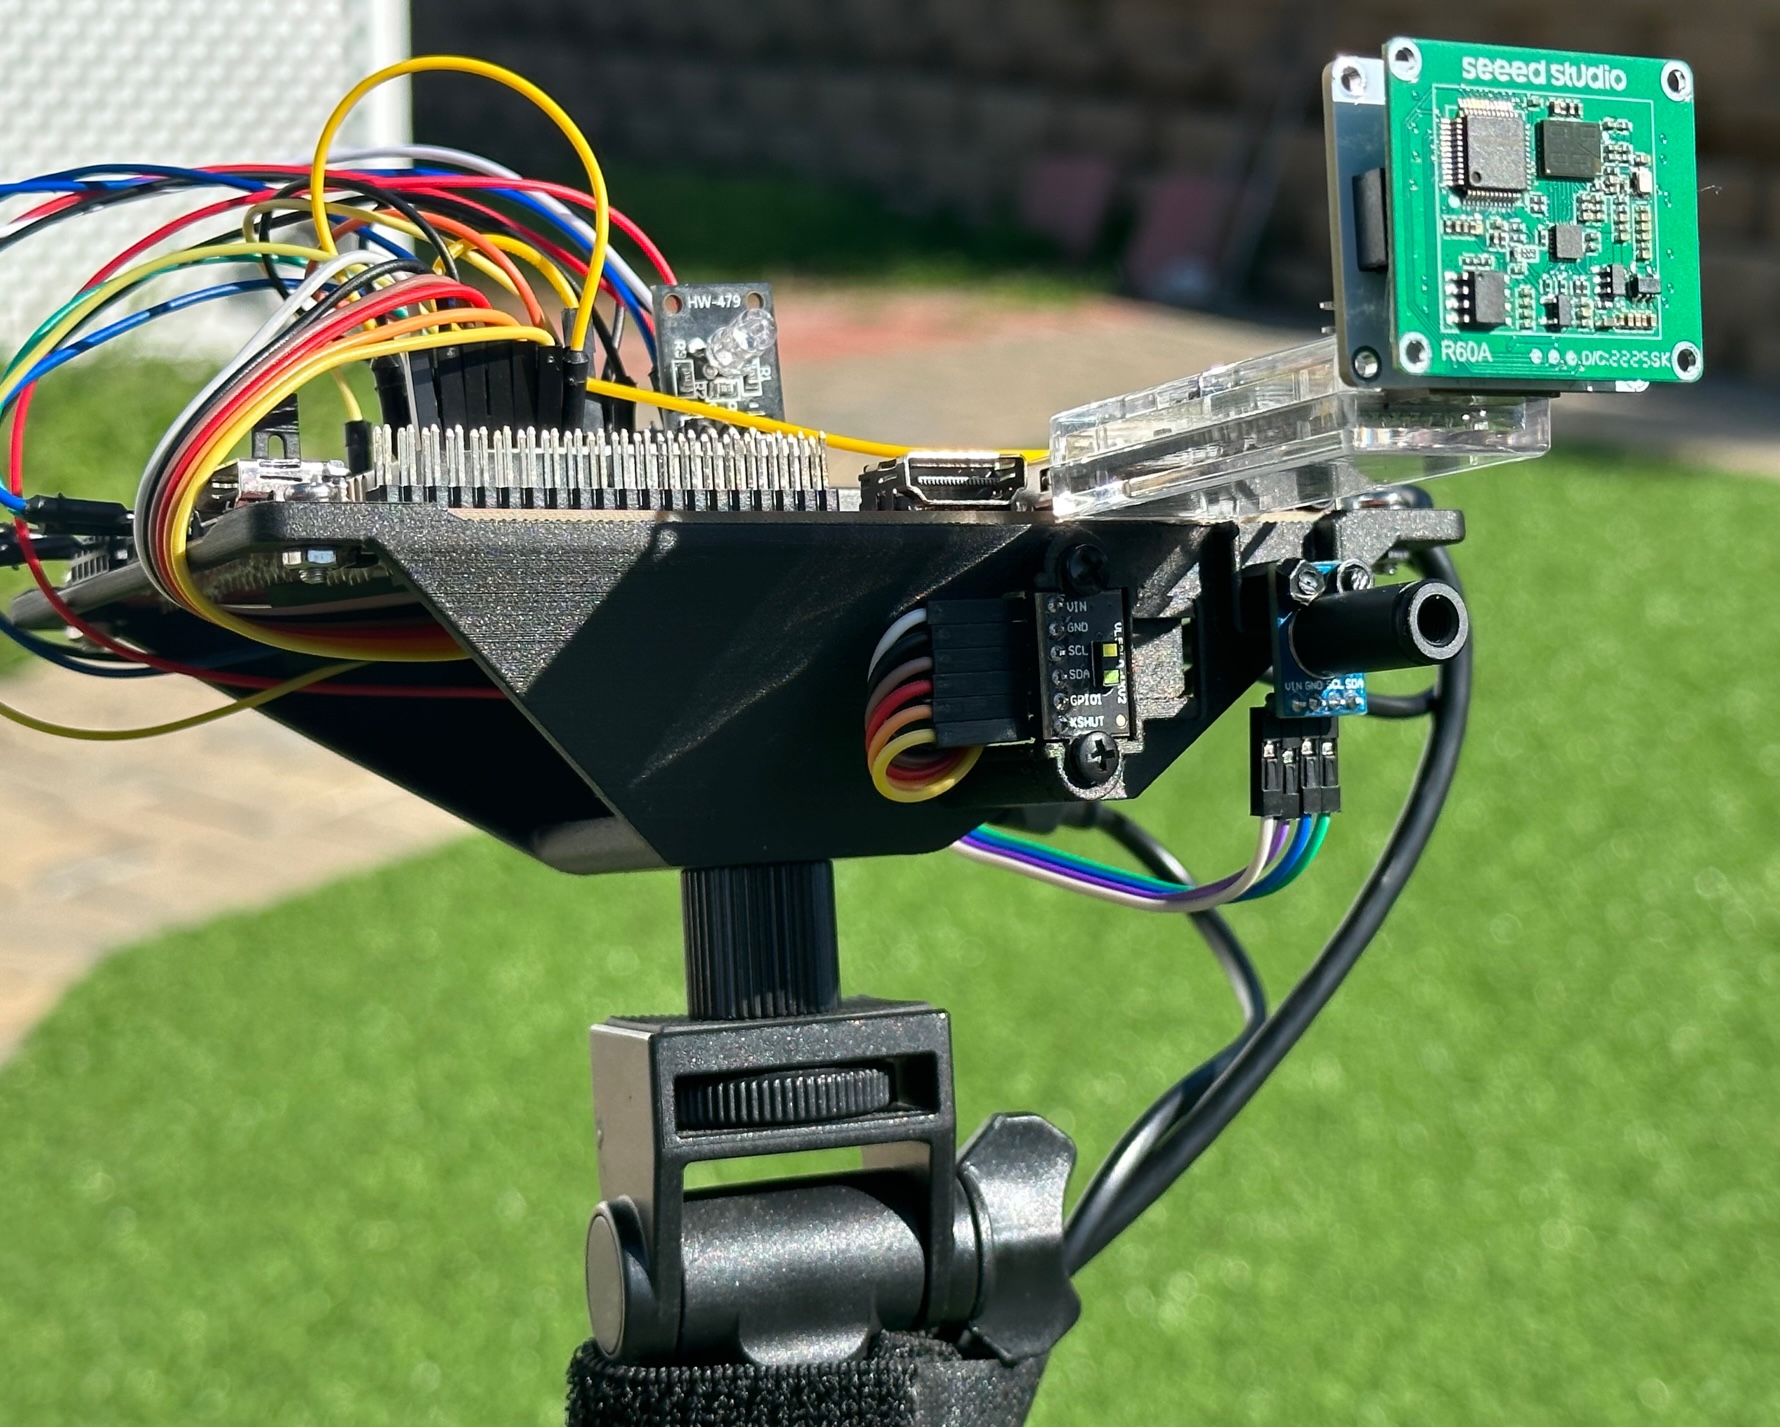 seeed studio
R60A
D/C:2225SK
HW-479
VIN
GND
SCL
SDA
GPIO1
XSHUT
VIN GND SCL SDA